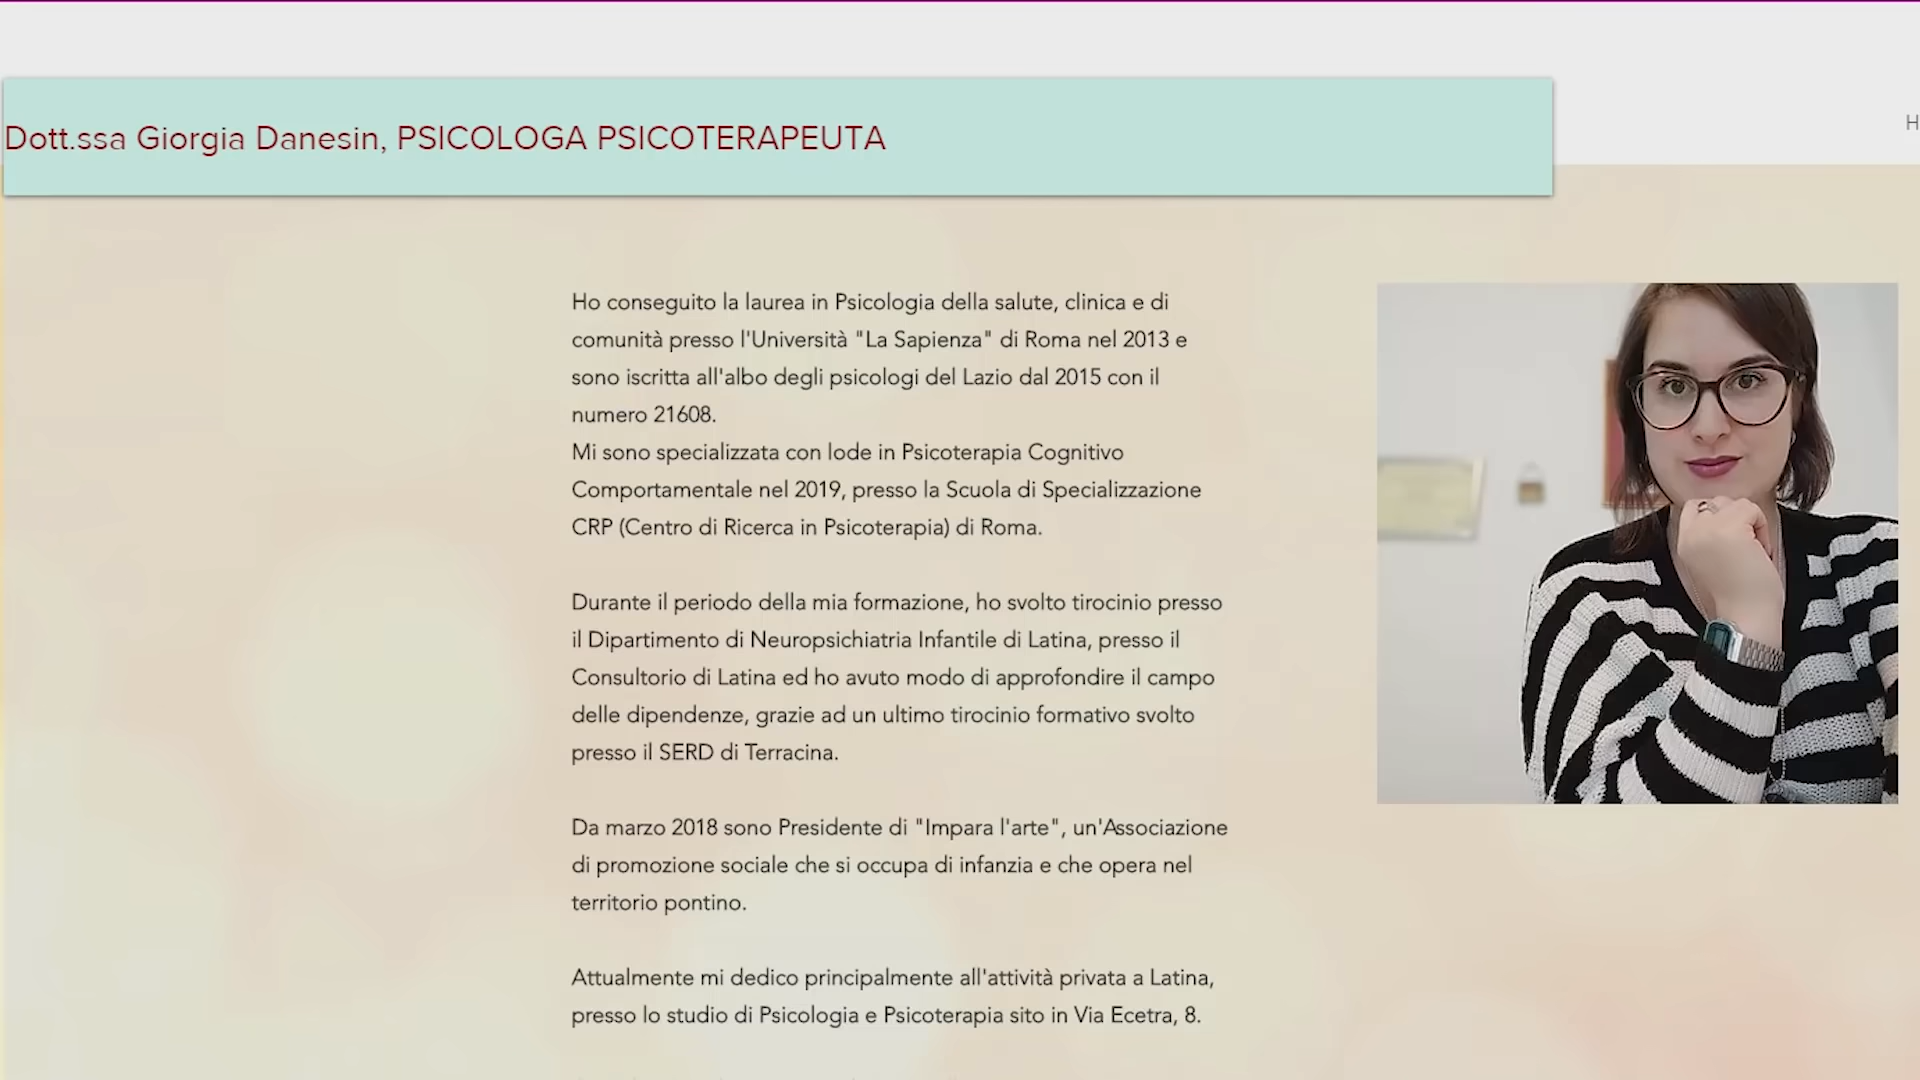 Dott.ssa Giorgia Danesin, PSICOLOGA PSICOTERAPEUTA
H
Ho conseguito la laurea in Psicologia della salute, clinica e di
comunità presso l'Università "La Sapienza" di Roma nel 2013 e
sono iscritta all'albo degli psicologi del Lazio dal 2015 con il
numero 21608.
Mi sono specializzata con lode in Psicoterapia Cognitivo
Comportamentale nel 2019, presso la Scuola di Specializzazione
CRP (Centro di Ricerca in Psicoterapia) di Roma.
Durante il periodo della mia formazione, ho svolto tirocinio presso
il Dipartimento di Neuropsichiatria Infantile di Latina, presso il
Consultorio di Latina ed ho avuto modo di approfondire il campo
delle dipendenze, grazie ad un ultimo tirocinio formativo svolto
presso il SERD di Terracina.
Da marzo 2018 sono Presidente di "Impara l'arte", un'Associazione
di promozione sociale che si occupa di infanzia e che opera nel
territorio pontino.
Attualmente mi dedico principalmente all'attività privata a Latina,
presso lo studio di Psicologia e Psicoterapia sito in Via Ecetra, 8.